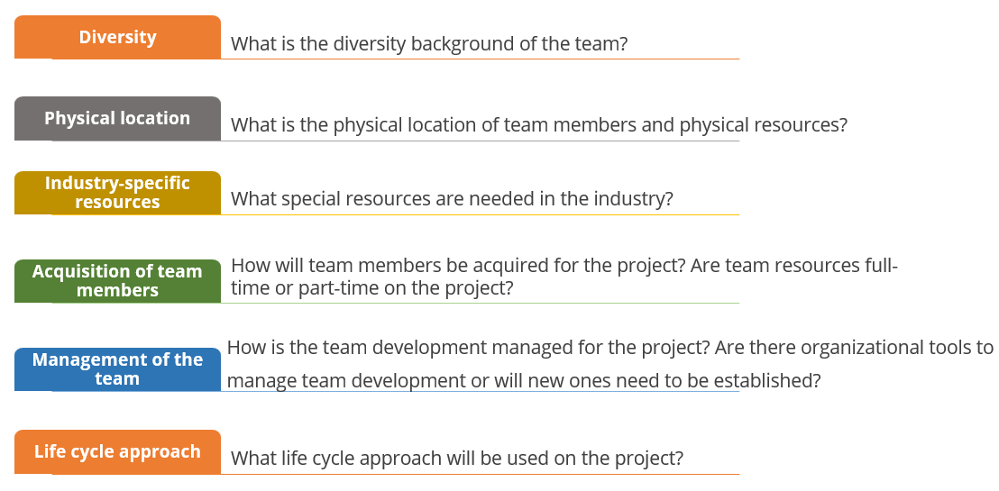 Diversity
What is the diversity background of the team?
Physical location
What is the physical location of team members and physical resources?
Industry-specific
resources
What special resources are needed in the industry?
Acquisition of team
members
How will team members be acquired for the project? Are team resources full-
time or part-time on the project?
Management of the
team
How is the team development managed for the project? Are there organizational tools to
manage team development or will new ones need to be established?
Life cycle approach
What life cycle approach will be used on the project?